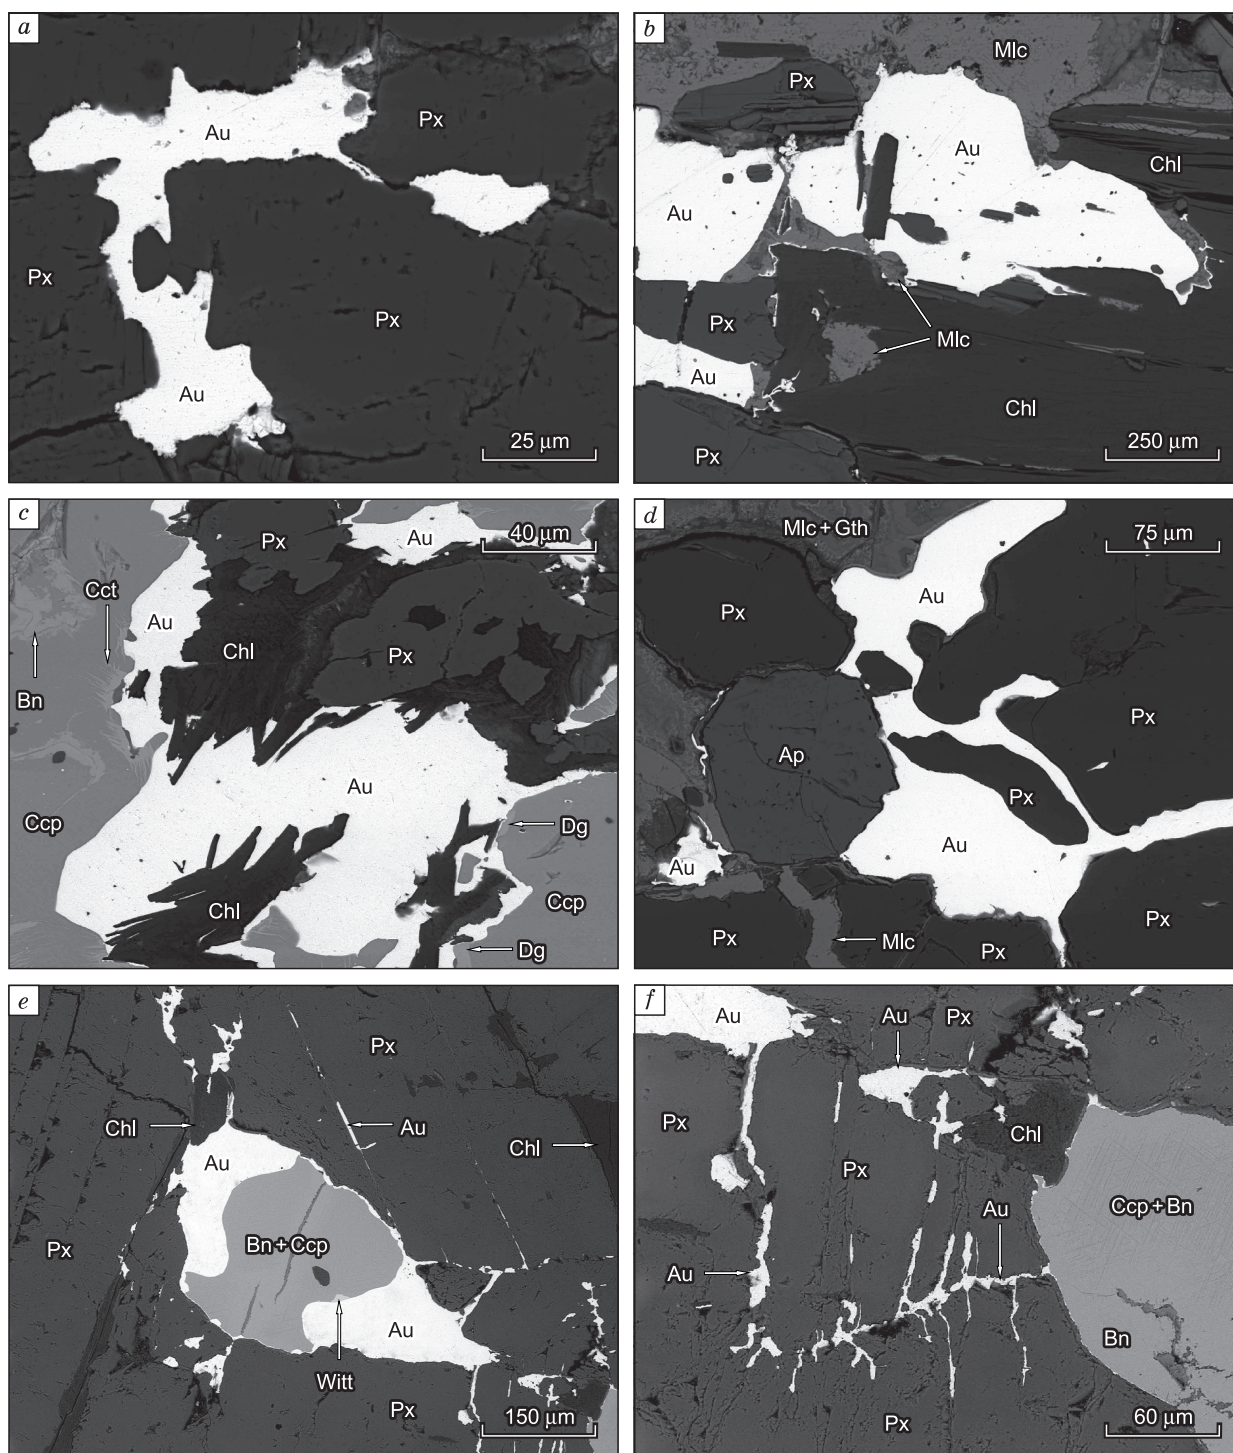 a
Au
Px
Px
Px
Au
25 μm
b
Mlc
Px
Au
Chl
Au
Px
Mlc
Au
Chl
Px
250 μm
c
Px
Au
40 μm
Cct
Au
Chl
Px
Bn
Au
Ccp
Dg
Chl
Ccp
Dg
d
Mlc + Gth
75 μm
Au
Px
Px
Ap
Px
Au
Au
Px
Px
Mlc
Px
e
Px
Chl
Au
Chl
Au
Px
Bn + Ccp
Au
Witt
Px
150 μm
f
Au
Au
Px
Px
Chl
Px
Ccp + Bn
Au
Au
Bn
Px
60 μm